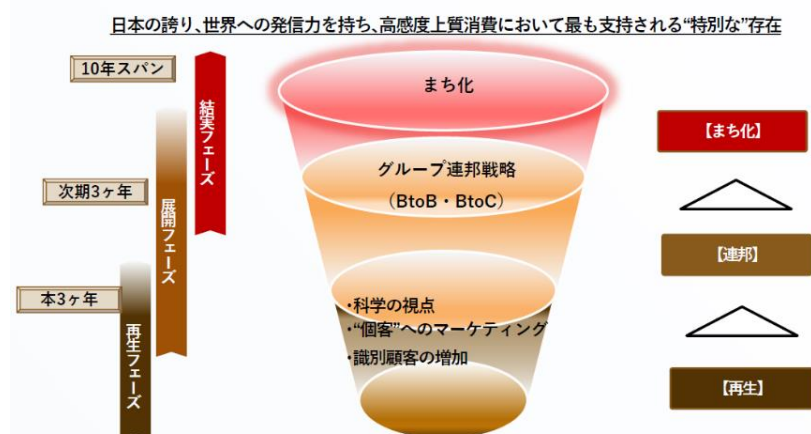 日本の誇り、世界への発信力を持ち、高感度上質消費において最も支持される“特別な”存在
10年スパン
結実フェーズ
まち化
【まち化】
次期3ヶ年
展開フェーズ
グループ連邦戦略
（BtoB・BtoC）
【連邦】
本3ヶ年
再生フェーズ
・科学の視点
・“個客”へのマーケティング
・識別顧客の増加
【再生】